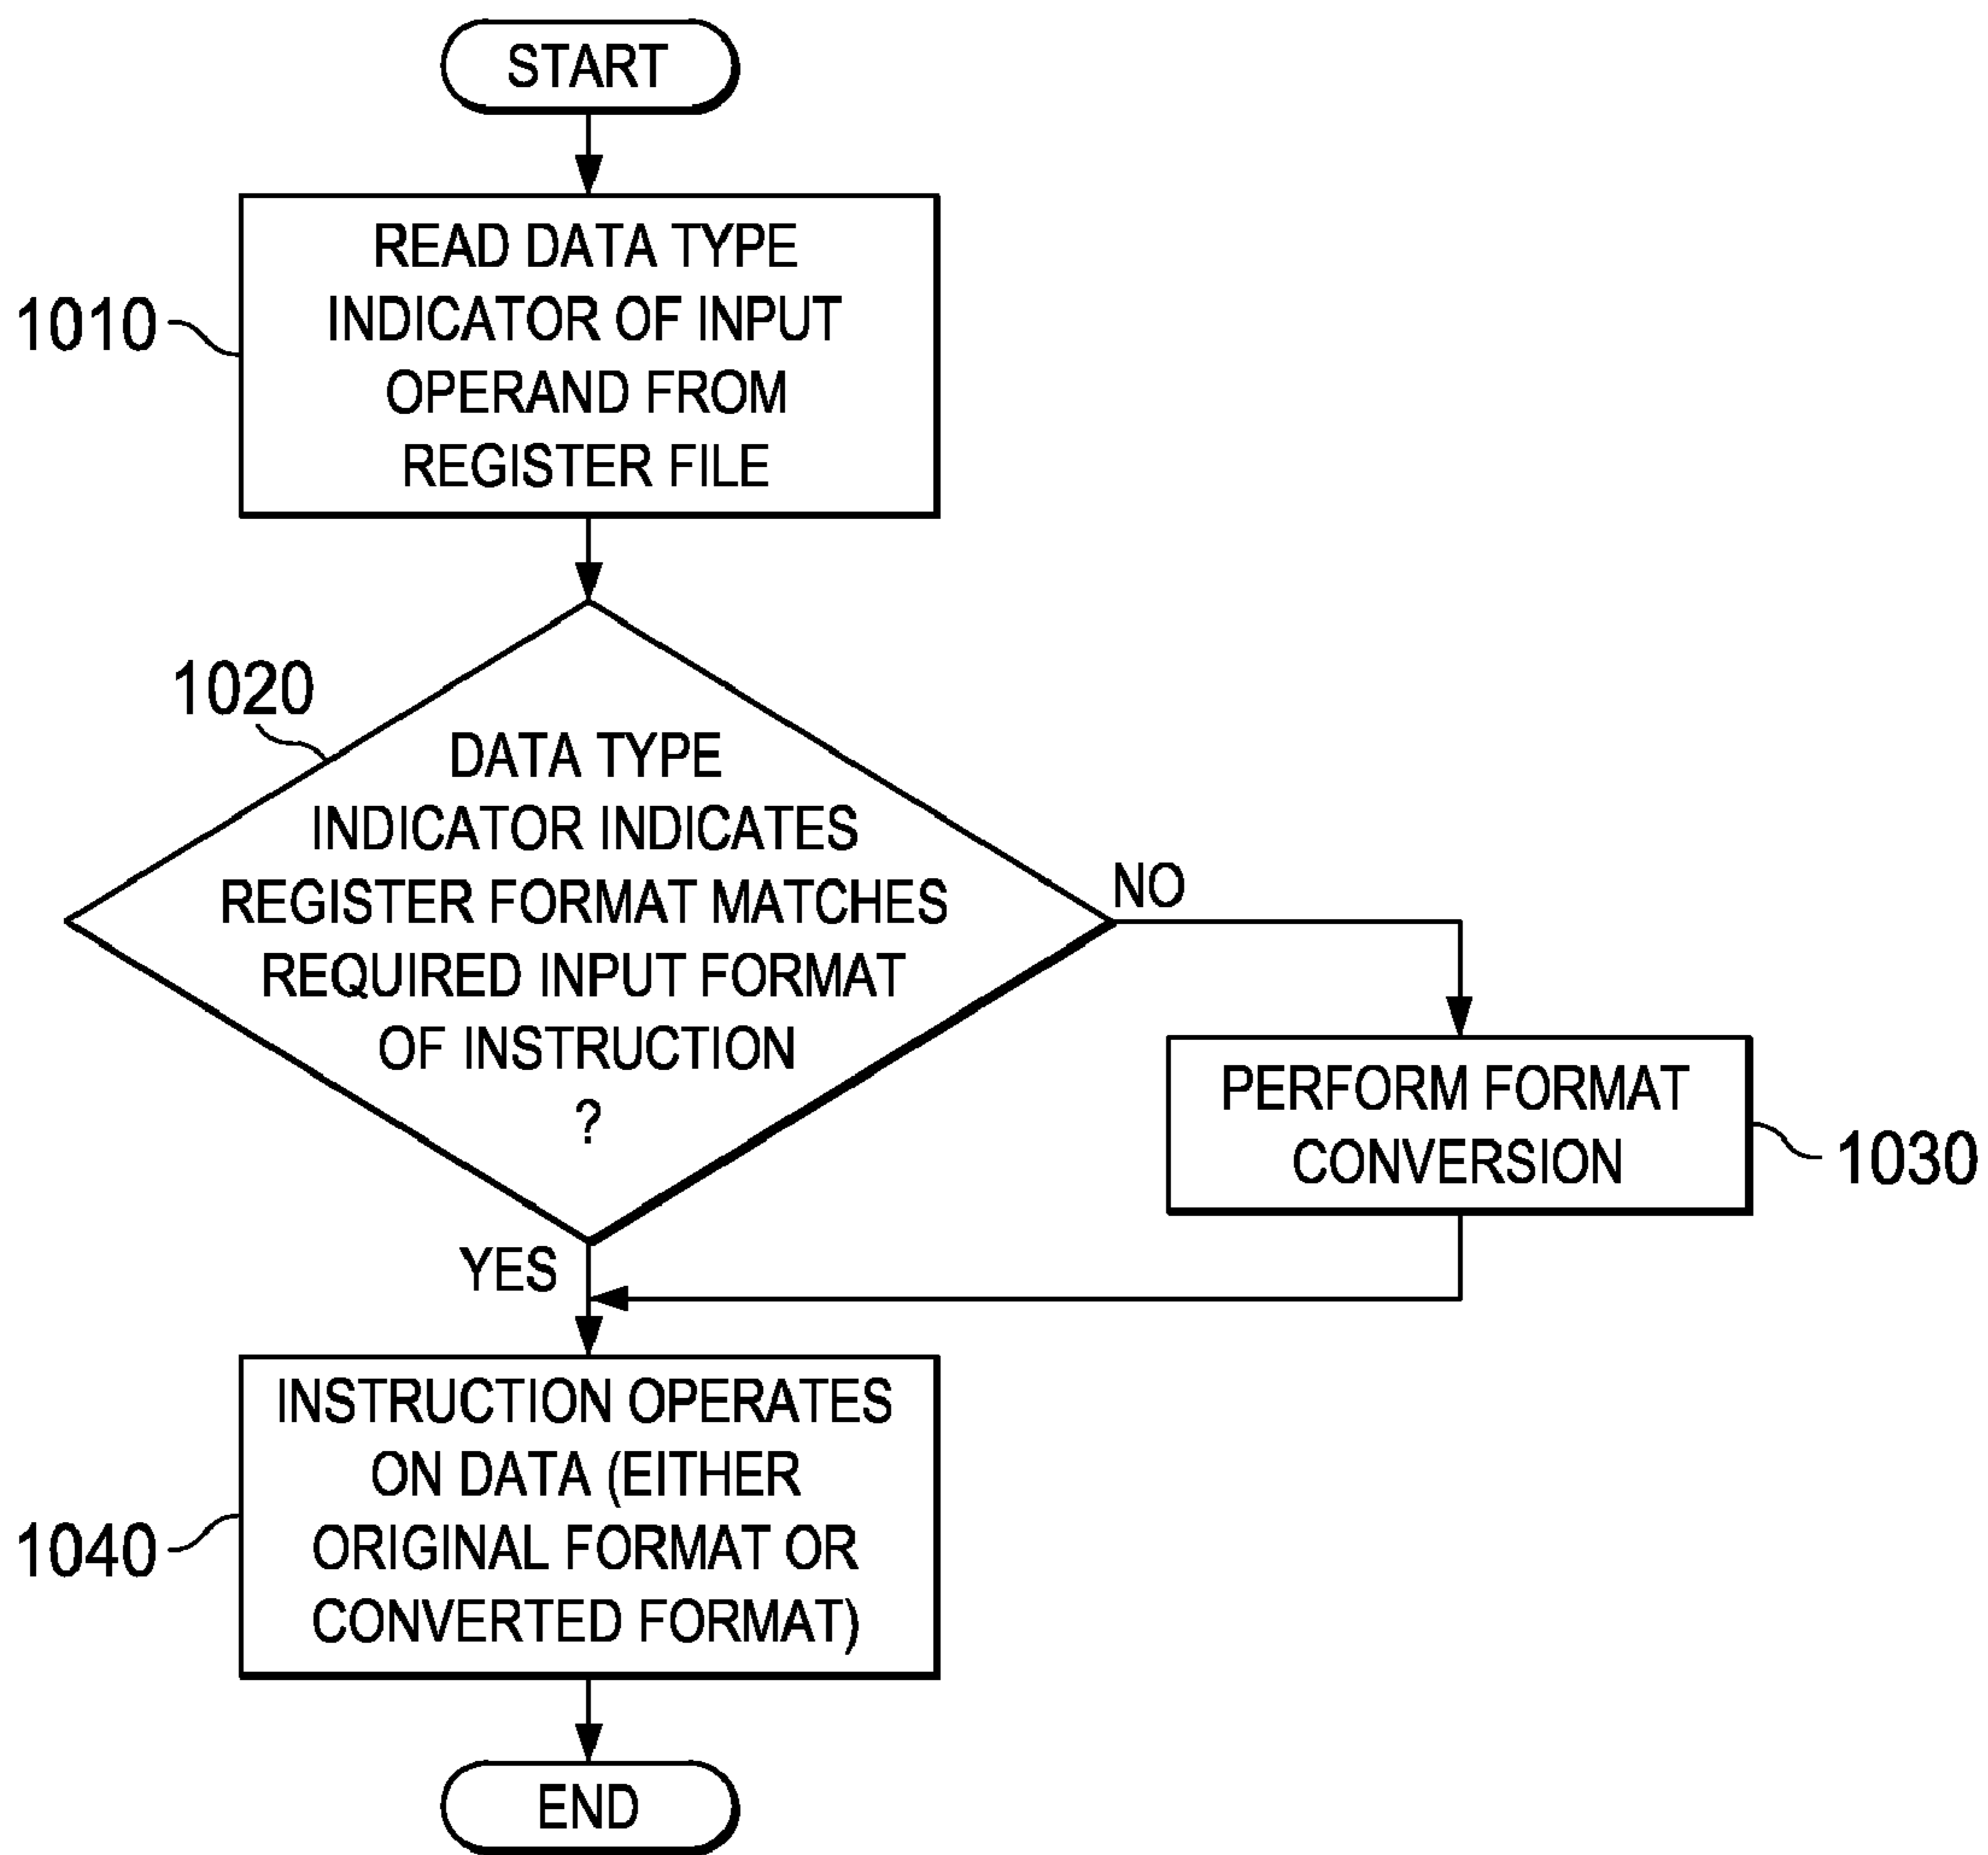 START
1010
READ DATA TYPE
INDICATOR OF INPUT
OPERAND FROM
REGISTER FILE
1020
DATA TYPE
INDICATOR INDICATES
REGISTER FORMAT MATCHES
REQUIRED INPUT FORMAT
OF INSTRUCTION
?
NO
PERFORM FORMAT
CONVERSION
1030
YES
INSTRUCTION OPERATES
ON DATA (EITHER
ORIGINAL FORMAT OR
CONVERTED FORMAT)
1040
END